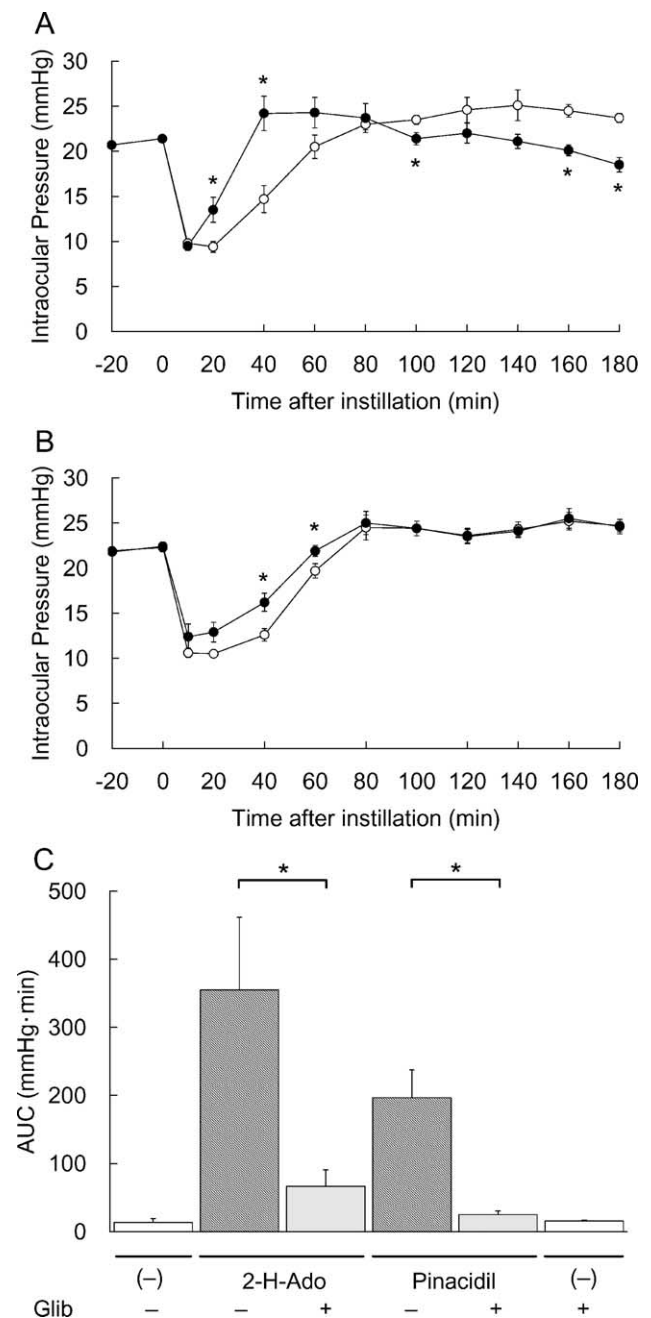 A
Intraocular Pressure (mmHg)
30
25
20
15
10
5
0
* * * * *
-20 0 20 40 60 80 100 120 140 160 180
Time after instillation (min)
B
Intraocular Pressure (mmHg)
30
25
20
15
10
5
0
* *
-20 0 20 40 60 80 100 120 140 160 180
Time after instillation (min)
C
AUC (mmHg·min)
500
400
300
200
100
0
* *
(–) 2-H-Ado Pinacidil (–)
Glib – – + – + +